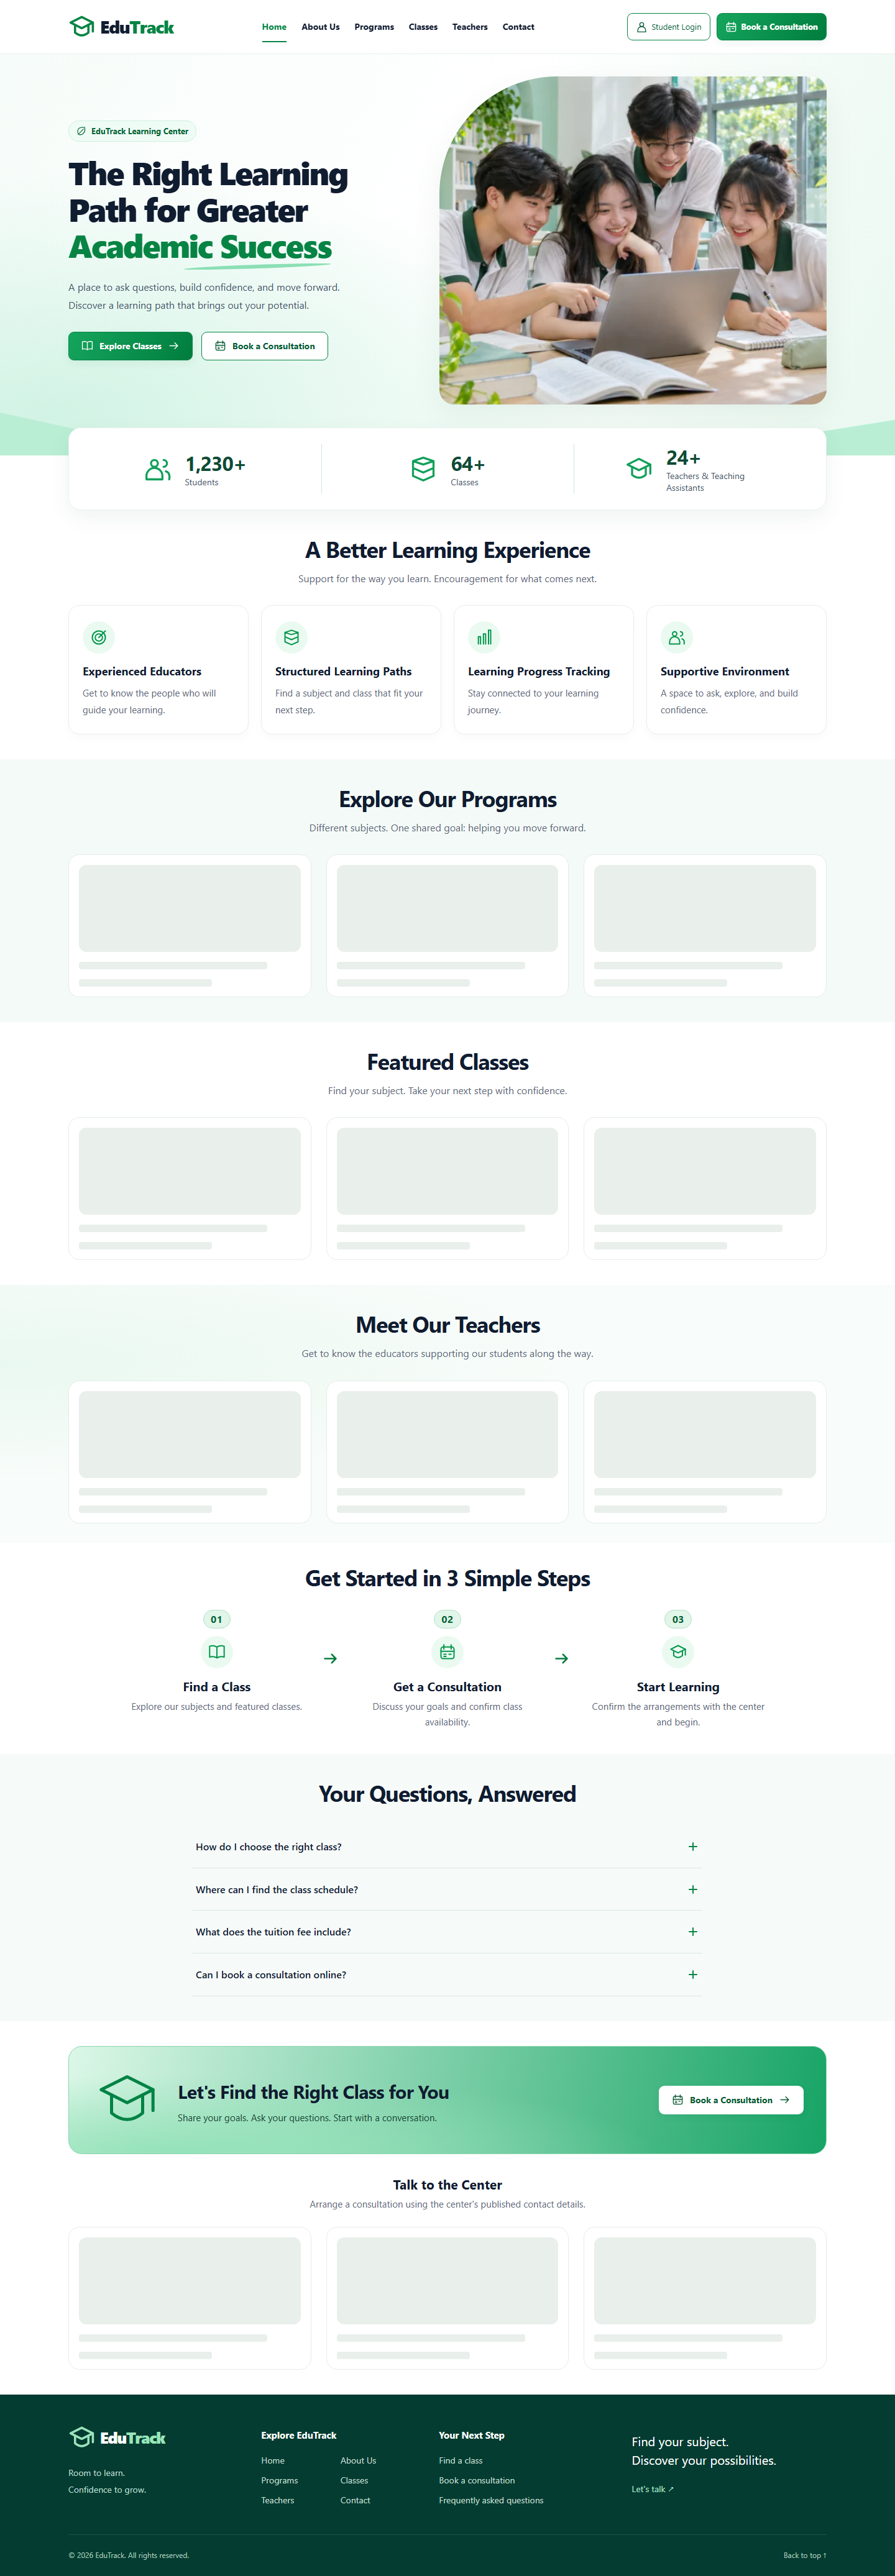 EduTrack
Home
About Us
Programs
Classes
Teachers
Contact
Student Login
Book a Consultation
EduTrack Learning Center
The Right Learning
Path for Greater
Academic Success
A place to ask questions, build confidence, and move forward.
Discover a learning path that brings out your potential.
Explore Classes →
Book a Consultation
1,230+
Students
64+
Classes
24+
Teachers & Teaching
Assistants
A Better Learning Experience
Support for the way you learn. Encouragement for what comes next.
Experienced Educators
Get to know the people who will
guide your learning.
Structured Learning Paths
Find a subject and class that fit your
next step.
Learning Progress Tracking
Stay connected to your learning
journey.
Supportive Environment
A space to ask, explore, and build
confidence.
Explore Our Programs
Different subjects. One shared goal: helping you move forward.
Featured Classes
Find your subject. Take your next step with confidence.
Meet Our Teachers
Get to know the educators supporting our students along the way.
Get Started in 3 Simple Steps
01
Find a Class
Explore our subjects and featured classes.
02
Get a Consultation
Discuss your goals and confirm class
availability.
03
Start Learning
Confirm the arrangements with the center
and begin.
Your Questions, Answered
How do I choose the right class?
Where can I find the class schedule?
What does the tuition fee include?
Can I book a consultation online?
Let's Find the Right Class for You
Share your goals. Ask your questions. Start with a conversation.
Book a Consultation →
Talk to the Center
Arrange a consultation using the center's published contact details.
EduTrack
Room to learn.
Confidence to grow.
Explore EduTrack
Home
About Us
Programs
Classes
Teachers
Contact
Your Next Step
Find a class
Book a consultation
Frequently asked questions
Find your subject.
Discover your possibilities.
Let's talk ↗
© 2026 EduTrack. All rights reserved.
Back to top ↑